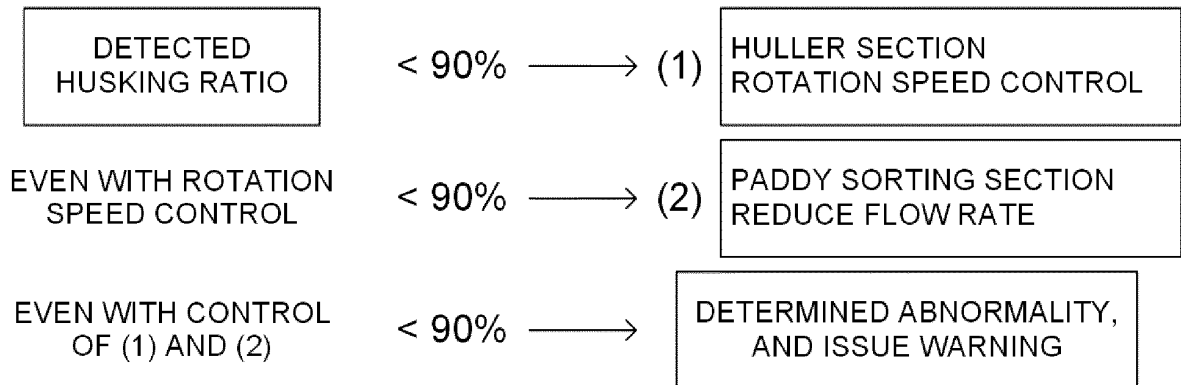 DETECTED
HUSKING RATIO
< 90%
(1)
HULLER SECTION
ROTATION SPEED CONTROL
EVEN WITH ROTATION
SPEED CONTROL
< 90%
(2)
PADDY SORTING SECTION
REDUCE FLOW RATE
EVEN WITH CONTROL
OF (1) AND (2)
< 90%
DETERMINED ABNORMALITY,
AND ISSUE WARNING